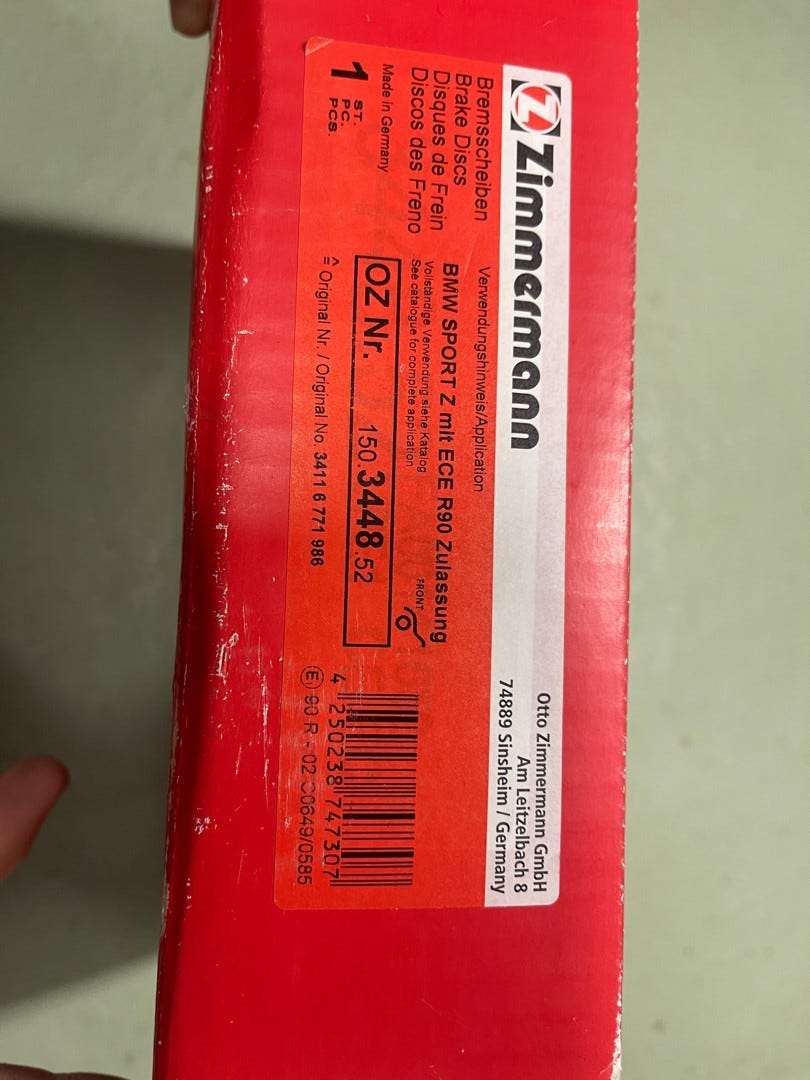 Zimmermann
Otto Zimmermann GmbH
Am Leitzelbach 8
74889 Sinsheim / Germany
Bremsscheiben
Brake Discs
Disques de Frein
Discos des Freno
Made in Germany
1 ST.
PC.
PCS.
Verwendungshinweis/Application
BMW SPORT Z mit ECE R90 Zulassung
Vollständige Verwendung siehe Katalog
See catalogue for complete application
FRONT
OZ Nr. 150.3448.52
≙ Original Nr. / Original No. 3411 6 771 986
4 250238 747307
E1 90 R - 02 C0649/0585